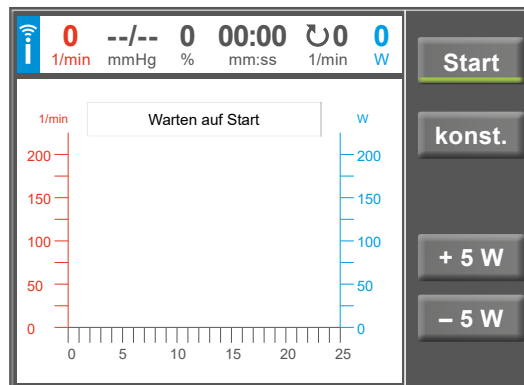 0 --/-- 0 00:00 0 0
1/min mmHg % mm:ss 1/min W
Start
1/min Warten auf Start W
konst.
200 200
150 150
100 100
+ 5 W
50 50
– 5 W
0 0
0 5 10 15 20 25